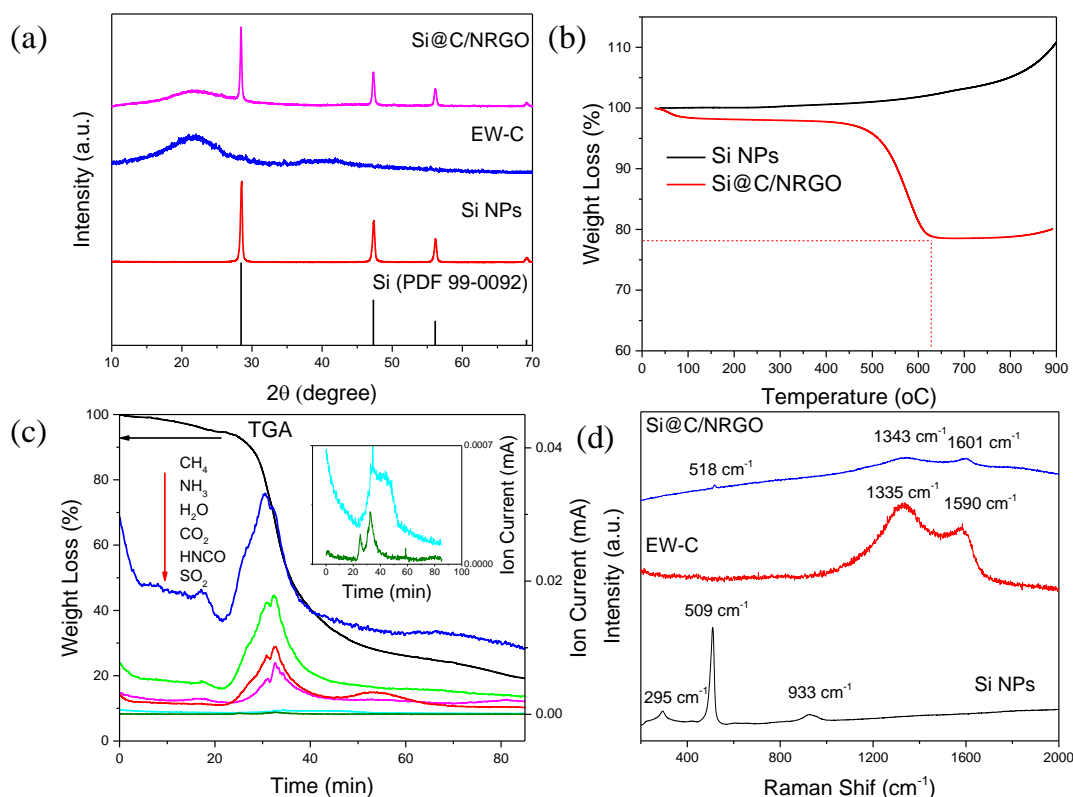 (a)
Si@C/NRGO
EW-C
Si NPs
Si (PDF 99-0092)
Intensity (a.u.)
10 20 30 40 50 60 70
2θ (degree)
(b)
110
100
90
80
70
60
Weight Loss (%)
Si NPs
Si@C/NRGO
0 100 200 300 400 500 600 700 800 900
Temperature (oC)
(c)
100
90
80
70
60
50
40
30
20
10
0
Weight Loss (%)
TGA
CH₄
NH₃
H₂O
CO₂
HNCO
SO₂
0.0007
0.0000
Ion Current (mA)
0 20 40 60 80 100
Time (min)
0.04
0.02
0.00
Ion Current (mA)
0 20 40 60 80
Time (min)
(d)
Si@C/NRGO
518 cm⁻¹
1343 cm⁻¹
1601 cm⁻¹
1335 cm⁻¹
1590 cm⁻¹
EW-C
509 cm⁻¹
295 cm⁻¹
933 cm⁻¹
Si NPs
Intensity (a.u.)
400 800 1200 1600 2000
Raman Shif (cm⁻¹)